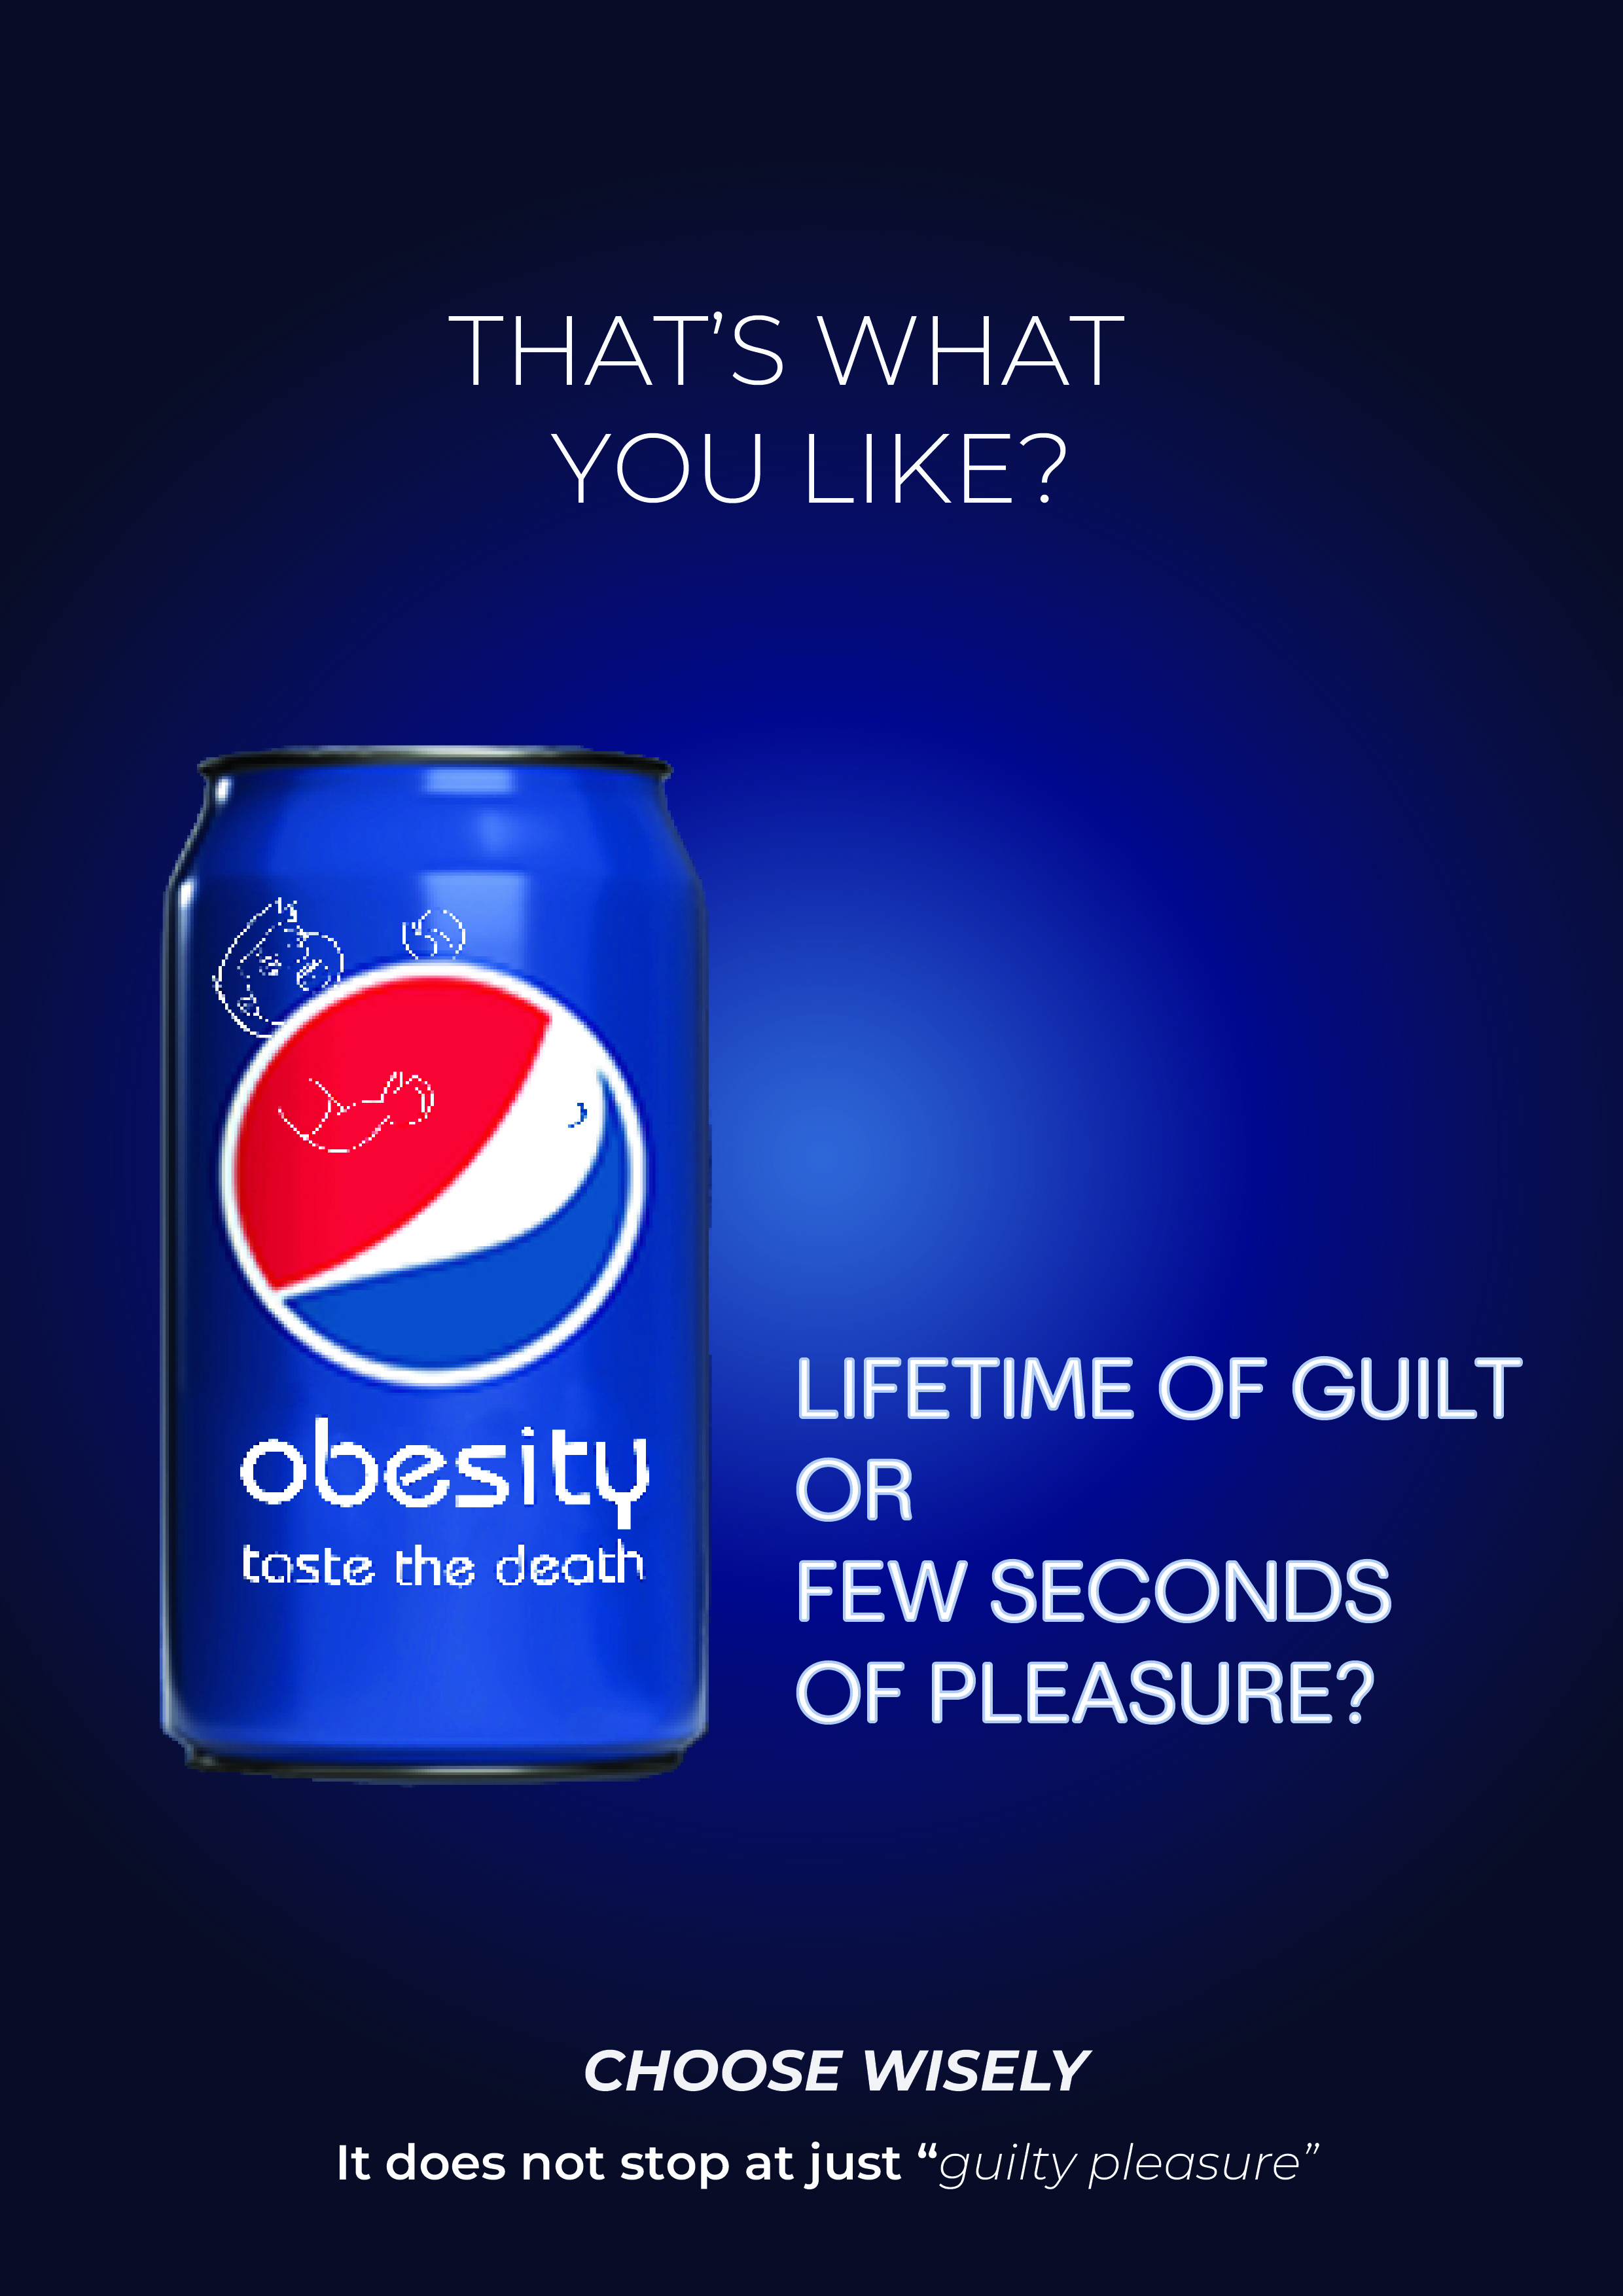 THAT’S WHAT
YOU LIKE?
obesity
taste the death
LIFETIME OF GUILT
OR
FEW SECONDS
OF PLEASURE?
CHOOSE WISELY
It does not stop at just “guilty pleasure”